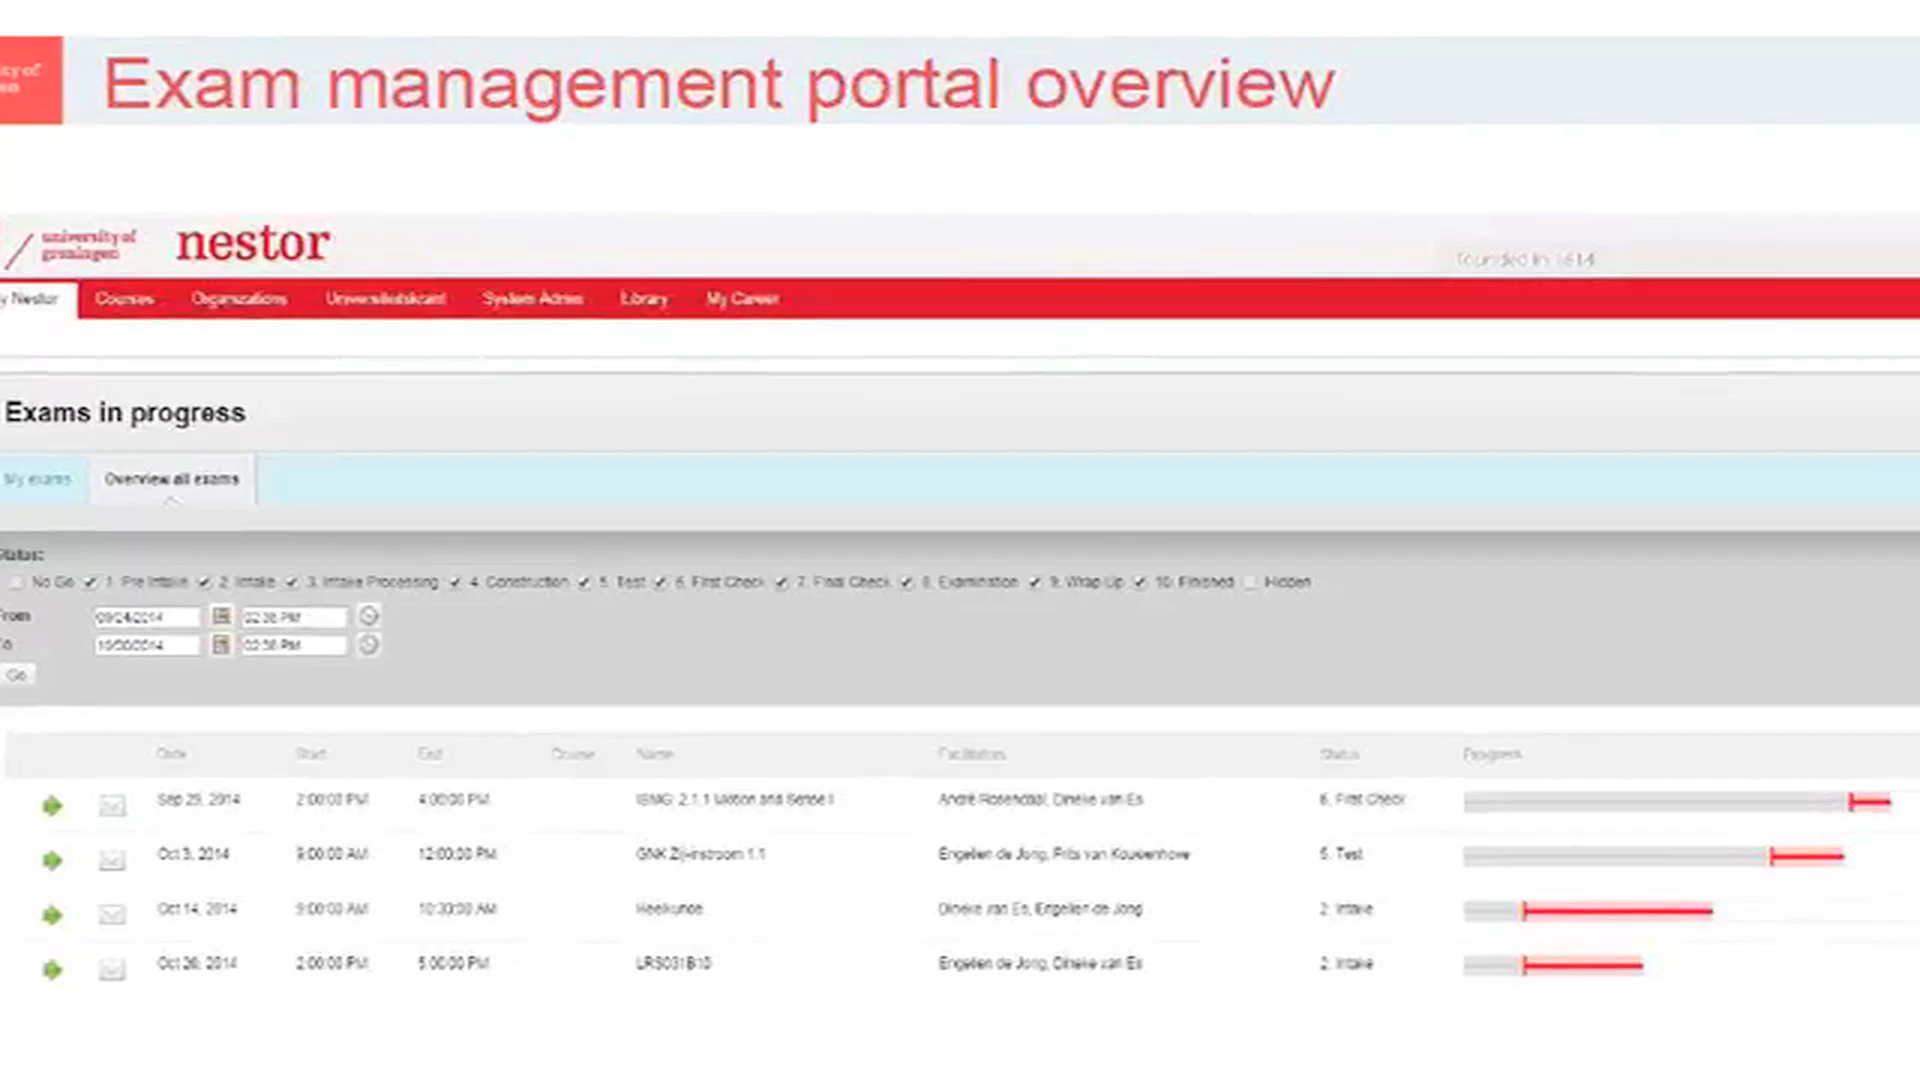 ity of
Exam management portal overview
university of
groningen
nestor
Founded in 1614
y Nestor Courses Organizations Universiteitskrant System Admin Library My Career
Exams in progress
My exams Overview all exams
Status:
No Go 1. Pre Intake 2. Intake 3. Intake Processing 4. Construction 5. Test 6. First Check 7. Final Check 8. Examination 9. Wrap Up 10. Finished Hidden
From 09/24/2014 02:38 PM
To 10/30/2014 02:38 PM
Go
Date Start End Course Name Facilitators Status Progress
Sep 29, 2014 2:00:00 PM 4:00:00 PM 2.1.1 Motion and Sense I André Rosendaal, Dineke van Es 6. First Check
Oct 3, 2014 9:00:00 AM 12:00:00 PM GNK Zij-instroom 1.1 Engelien de Jong, Frits van Kouwenhove 5. Test
Oct 14, 2014 9:00:00 AM 10:30:00 AM Heelkunde Dineke van Es, Engelien de Jong 2. Intake
2:00:00 PM 5:00:00 PM LRS031B10 Engelien de Jong, Dineke van Es 2. Intake